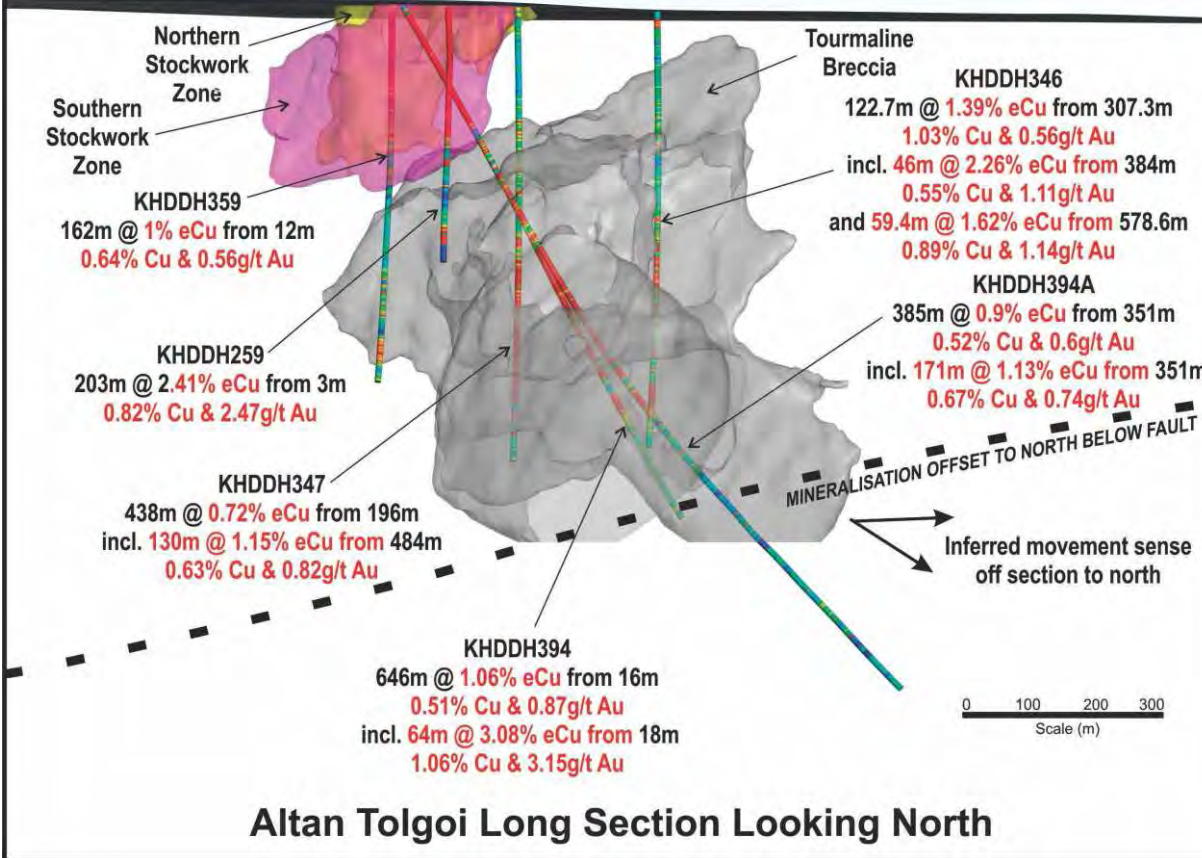 Northern
Stockwork
Zone
Southern
Stockwork
Zone
KHDDH359
162m @ 1% eCu from 12m
0.64% Cu & 0.56g/t Au
KHDDH259
203m @ 2.41% eCu from 3m
0.82% Cu & 2.47g/t Au
KHDDH347
438m @ 0.72% eCu from 196m
incl. 130m @ 1.15% eCu from 484m
0.63% Cu & 0.82g/t Au
KHDDH394
646m @ 1.06% eCu from 16m
0.51% Cu & 0.87g/t Au
incl. 64m @ 3.08% eCu from 18m
1.06% Cu & 3.15g/t Au
Tourmaline
Breccia
KHDDH346
122.7m @ 1.39% eCu from 307.3m
1.03% Cu & 0.56g/t Au
incl. 46m @ 2.26% eCu from 384m
0.55% Cu & 1.11g/t Au
and 59.4m @ 1.62% eCu from 578.6m
0.89% Cu & 1.14g/t Au
KHDDH394A
385m @ 0.9% eCu from 351m
0.52% Cu & 0.6g/t Au
incl. 171m @ 1.13% eCu from 351m
0.67% Cu & 0.74g/t Au
MINERALISATION OFFSET TO NORTH BELOW FAULT
Inferred movement sense
off section to north
0 100 200 300
Scale (m)
Altan Tolgoi Long Section Looking North